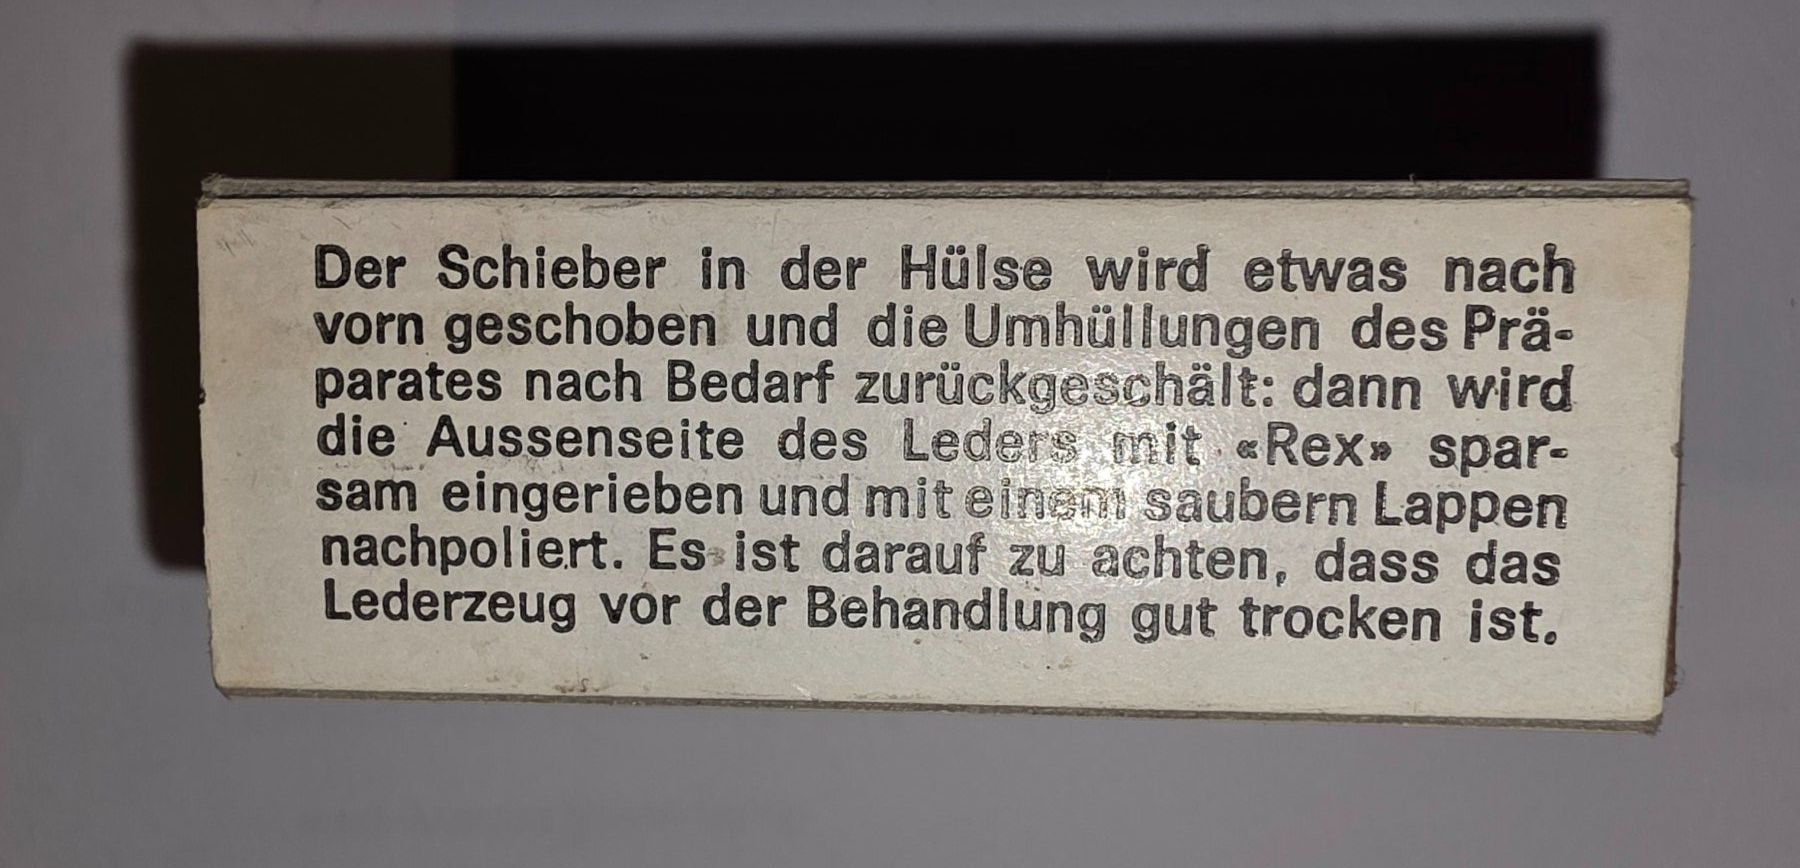 Der Schieber in der Hülse wird etwas nach
vorn geschoben und die Umhüllungen des Prä-
parates nach Bedarf zurückgeschält: dann wird
die Aussenseite des Leders mit «Rex» spar-
sam eingerieben und mit einem saubern Lappen
nachpoliert. Es ist darauf zu achten, dass das
Lederzeug vor der Behandlung gut trocken ist.